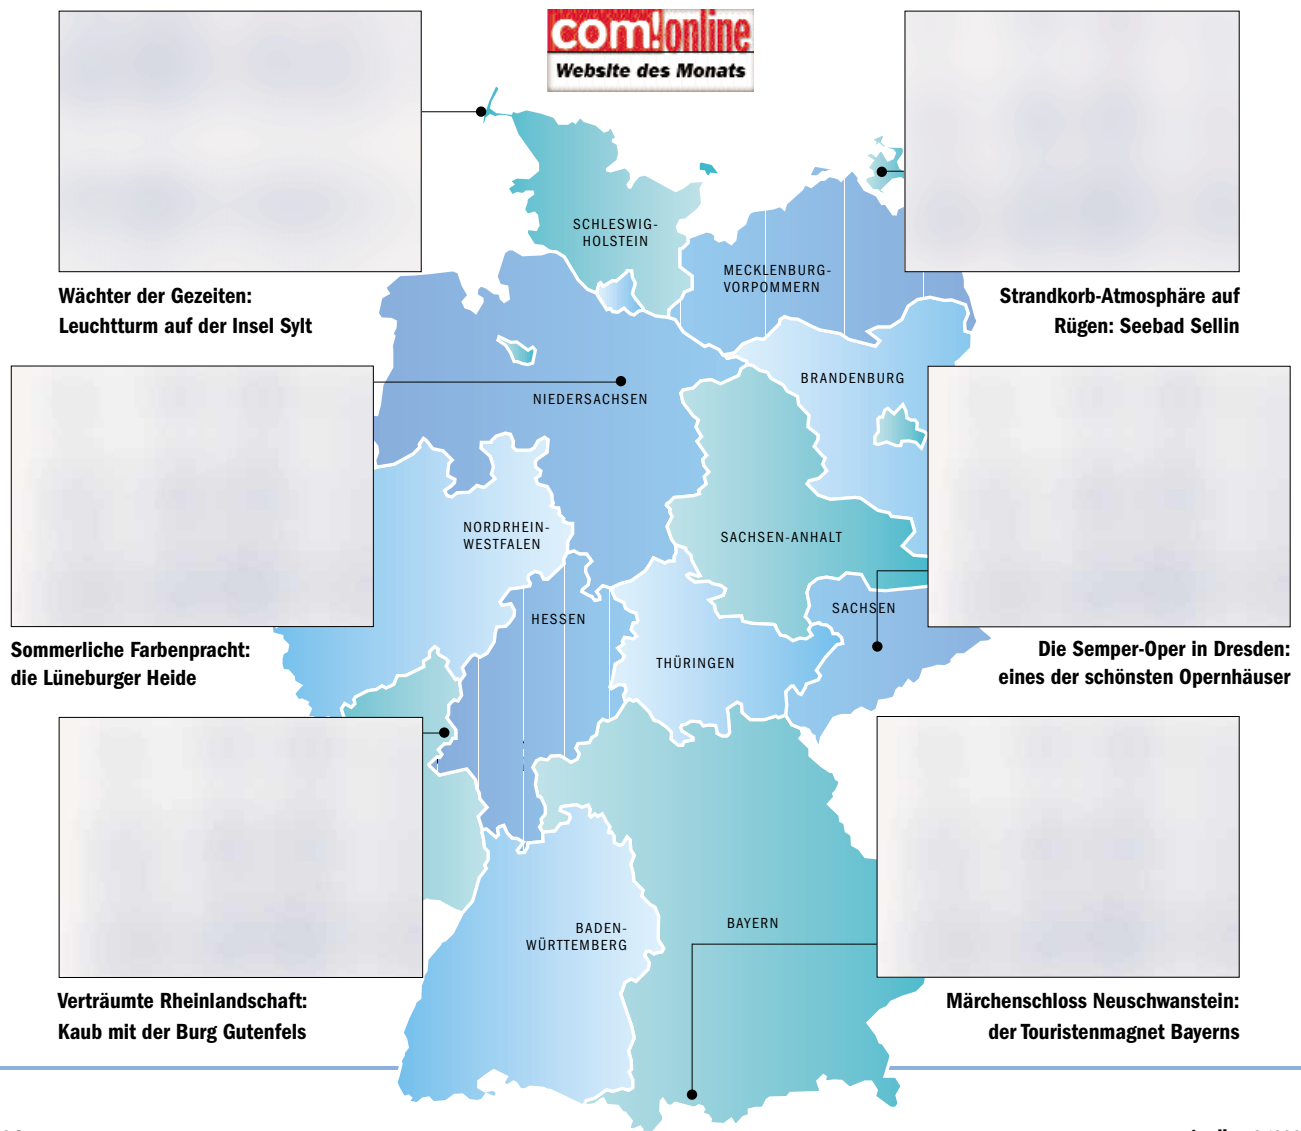 com!online
Website des Monats
SCHLESWIG-
HOLSTEIN
MECKLENBURG-
VORPOMMERN
Wächter der Gezeiten:
Leuchtturm auf der Insel Sylt
Strandkorb-Atmosphäre auf
Rügen: Seebad Sellin
BRANDENBURG
NIEDERSACHSEN
NORDRHEIN-
WESTFALEN
SACHSEN-ANHALT
HESSEN
SACHSEN
THÜRINGEN
Sommerliche Farbenpracht:
die Lüneburger Heide
Die Semper-Oper in Dresden:
eines der schönsten Opernhäuser
BADEN-
WÜRTTEMBERG
BAYERN
Verträumte Rheinlandschaft:
Kaub mit der Burg Gutenfels
Märchenschloss Neuschwanstein:
der Touristenmagnet Bayerns